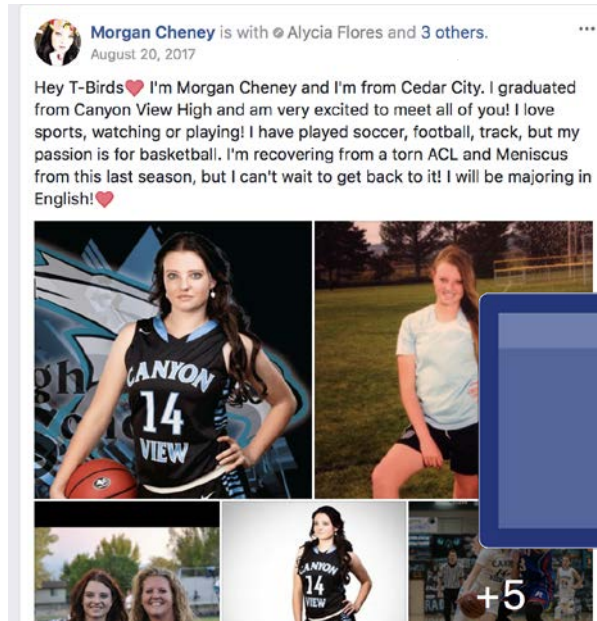 Morgan Cheney is with Alycia Flores and 3 others.
August 20, 2017
Hey T-Birds❤ I'm Morgan Cheney and I'm from Cedar City. I graduated
from Canyon View High and am very excited to meet all of you! I love
sports, watching or playing! I have played soccer, football, track, but my
passion is for basketball. I'm recovering from a torn ACL and Meniscus
from this last season, but I can't wait to get back to it! I will be majoring in
English!❤
CANYON
14
VIEW
CANYON
14
VIEW
+5